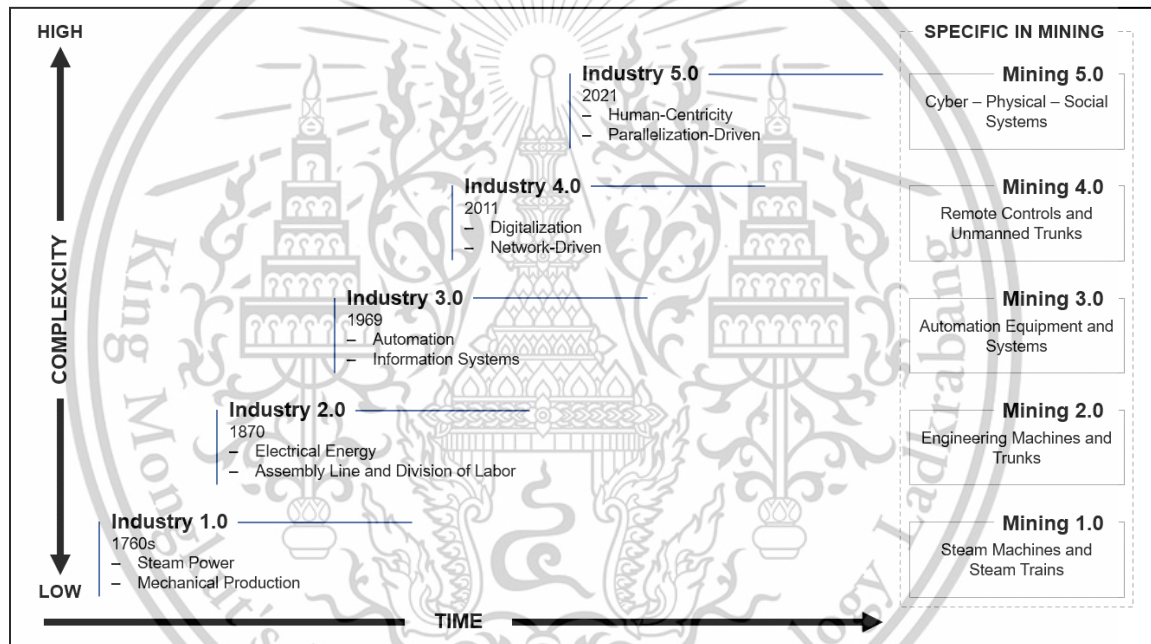 HIGH
COMPLEXCITY
LOW
TIME
Industry 5.0
2021
– Human-Centricity
– Parallelization-Driven
Industry 4.0
2011
– Digitalization
– Network-Driven
Industry 3.0
1969
– Automation
– Information Systems
Industry 2.0
1870
– Electrical Energy
– Assembly Line and Division of Labor
Industry 1.0
1760s
– Steam Power
– Mechanical Production
SPECIFIC IN MINING
Mining 5.0
Cyber – Physical – Social
Systems
Mining 4.0
Remote Controls and
Unmanned Trunks
Mining 3.0
Automation Equipment and
Systems
Mining 2.0
Engineering Machines and
Trunks
Mining 1.0
Steam Machines and
Steam Trains
King Mongkut's
Ladkrabang